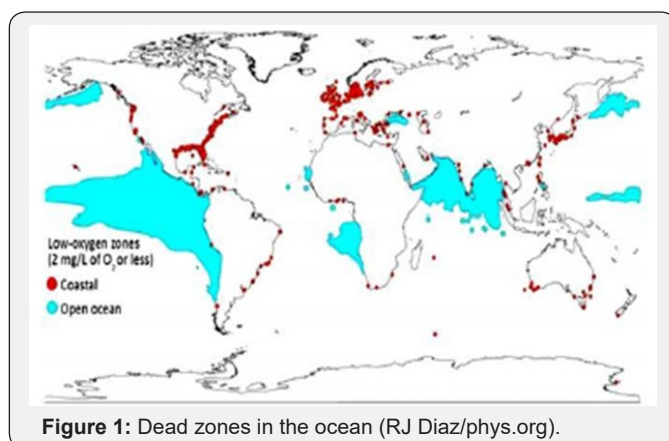 Low-oxygen zones
(2 mg/L of O₂ or less)
Coastal
Open ocean
Figure 1: Dead zones in the ocean (RJ Diaz/phys.org).